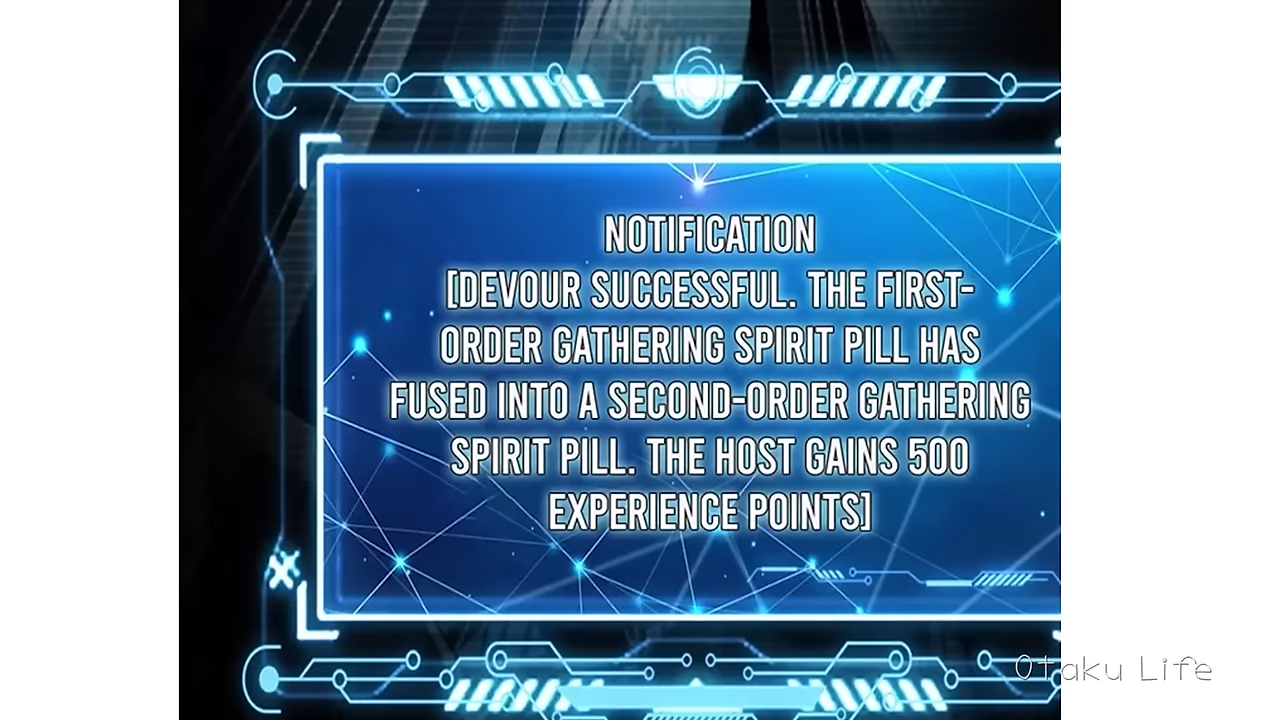 NOTIFICATION
[DEVOUR SUCCESSFUL. THE FIRST-
ORDER GATHERING SPIRIT PILL HAS
FUSED INTO A SECOND-ORDER GATHERING
SPIRIT PILL. THE HOST GAINS 500
EXPERIENCE POINTS]
Otaku Life